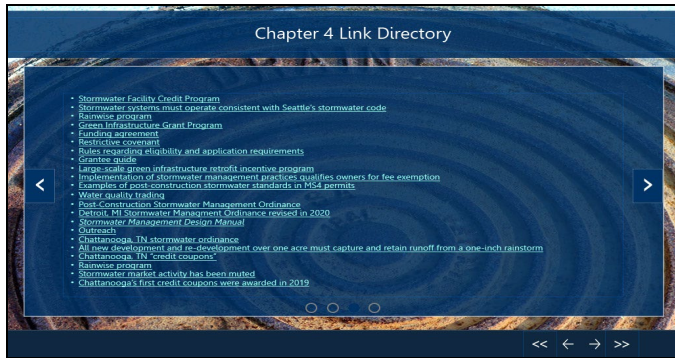 Chapter 4 Link Directory
• Stormwater Facility Credit Program
• Stormwater systems must operate consistent with Seattle's stormwater code
• Rainwise program
• Green Infrastructure Grant Program
• Funding agreement
• Restrictive covenant
• Rules regarding eligibility and application requirements
• Grantee guide
• Large-scale green infrastructure retrofit incentive program
• Implementation of stormwater management practices qualifies owners for fee exemption
• Examples of post-construction stormwater standards in MS4 permits
• Water quality trading
• Post-Construction Stormwater Management Ordinance
• Detroit, MI Stormwater Managment Ordinance revised in 2020
• Stormwater Management Design Manual
• Outreach
• Chattanooga, TN stormwater ordinance
• All new development and re-development over one acre must capture and retain runoff from a one-inch rainstorm
• Chattanooga, TN "credit coupons"
• Rainwise program
• Stormwater market activity has been muted
• Chattanooga's first credit coupons were awarded in 2019
< >
<< ← → >>